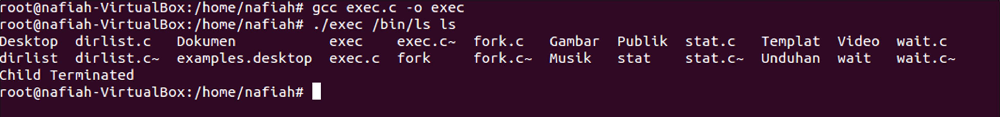 root@nafiah-VirtualBox:/home/nafiah# gcc exec.c -o exec
root@nafiah-VirtualBox:/home/nafiah# ./exec /bin/ls ls
Desktop  dirlist.c   Dokumen           exec    exec.c~  fork.c   Gambar  Publik  stat.c   Templat  Video  wait.c
dirlist  dirlist.c~  examples.desktop  exec.c  fork     fork.c~  Musik   stat    stat.c~  Unduhan  wait   wait.c~
Child Terminated
root@nafiah-VirtualBox:/home/nafiah#